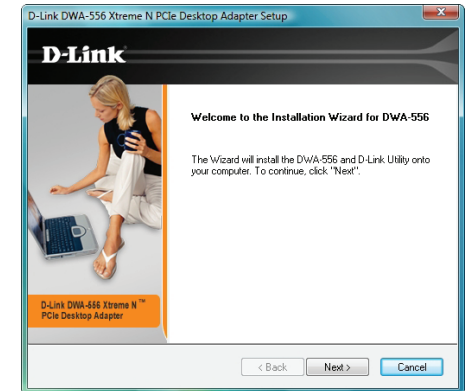 D-Link DWA-556 Xtreme N PCIe Desktop Adapter Setup
D-Link
Welcome to the Installation Wizard for DWA-556
The Wizard will install the DWA-556 and D-Link Utility onto
your computer. To continue, click "Next".
D-Link DWA-556 Xtreme N ™
PCIe Desktop Adapter
< Back
Next >
Cancel